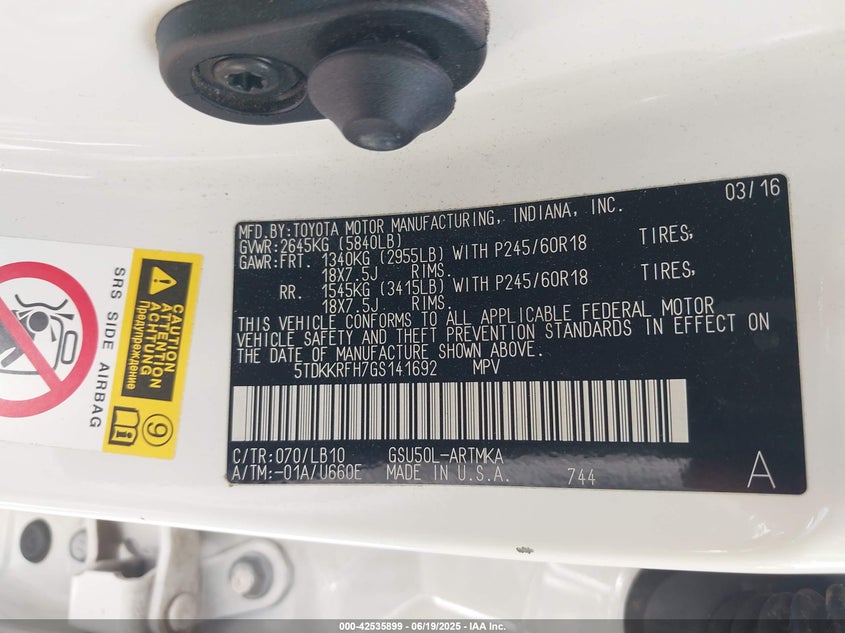 03/16
MFD.BY:TOYOTA MOTOR MANUFACTURING, INDIANA, INC.
GVWR:2645KG (5840LB)
GAWR:FRT. 1340KG (2955LB) WITH P245/60R18 TIRES,
18X7.5J RIMS.
RR. 1545KG (3415LB) WITH P245/60R18 TIRES,
18X7.5J RIMS.
THIS VEHICLE CONFORMS TO ALL APPLICABLE FEDERAL MOTOR
VEHICLE SAFETY AND THEFT PREVENTION STANDARDS IN EFFECT ON
THE DATE OF MANUFACTURE SHOWN ABOVE.
5TDKKRFH7GS141692 MPV
C/TR:070/LB10 GSU50L-ARTMKA
A/TM:-01A/U660E MADE IN U.S.A. 744 A
SRS SIDE AIRBAG
CAUTION
ATTENTION
ACHTUNG
Предупреждение
9
000-42535899 - 06/19/2025 - IAA Inc.